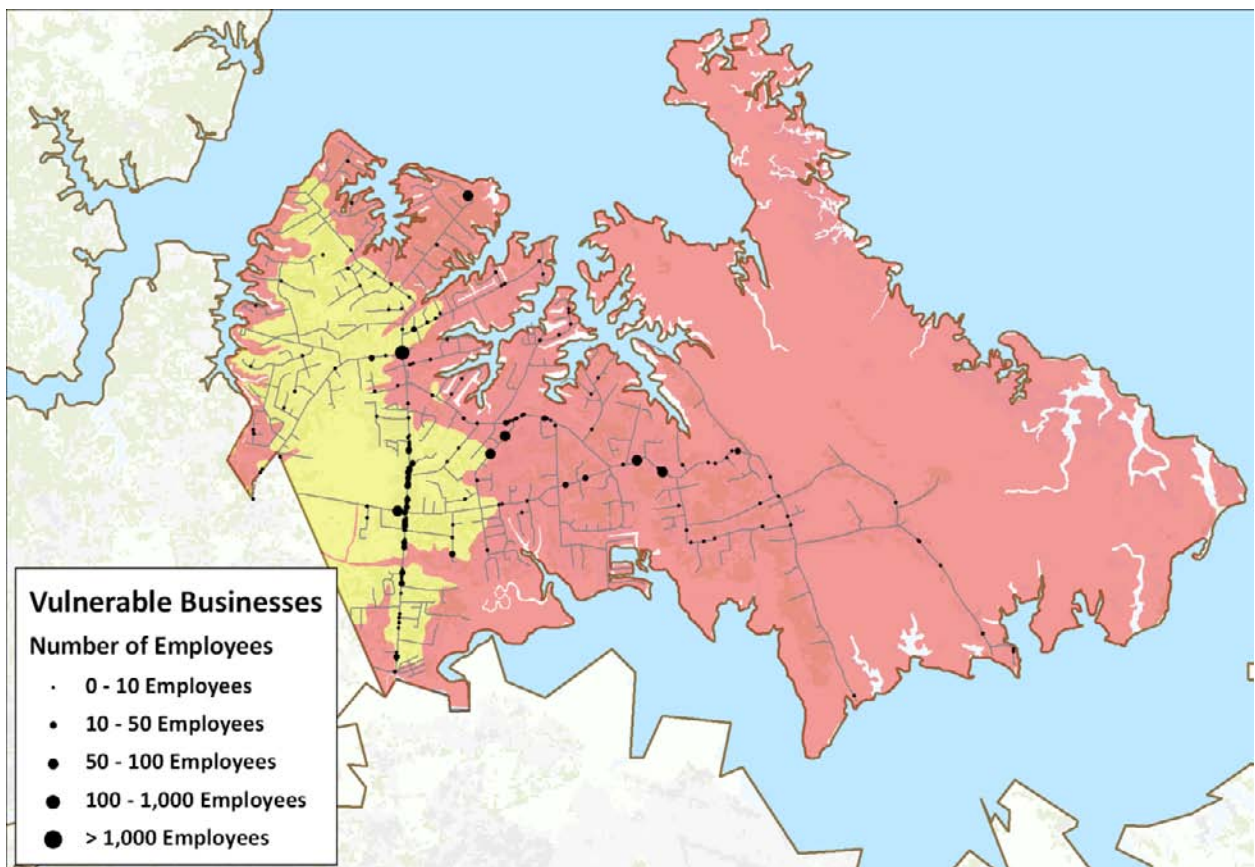 Vulnerable Businesses
Number of Employees
0 - 10 Employees
10 - 50 Employees
50 - 100 Employees
100 - 1,000 Employees
> 1,000 Employees